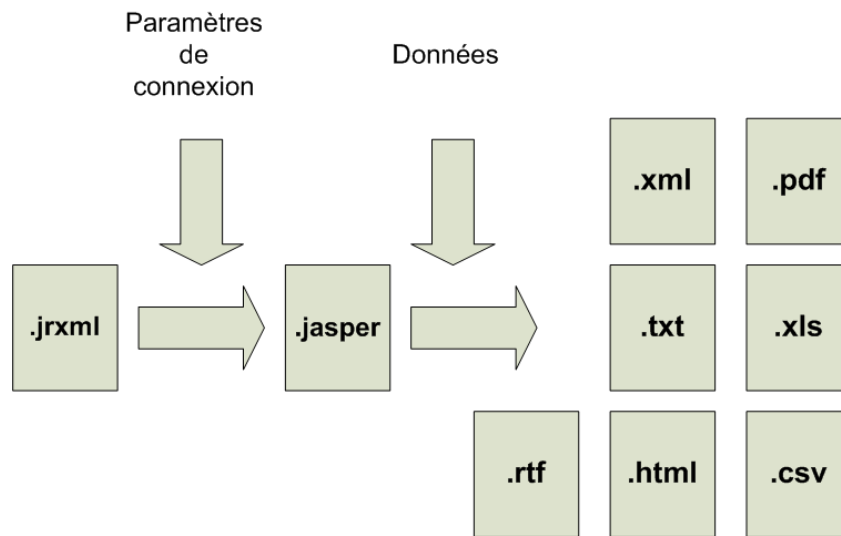 Paramètres
de
connexion
Données
.xml
.pdf
.jrxml
.jasper
.txt
.xls
.rtf
.html
.csv